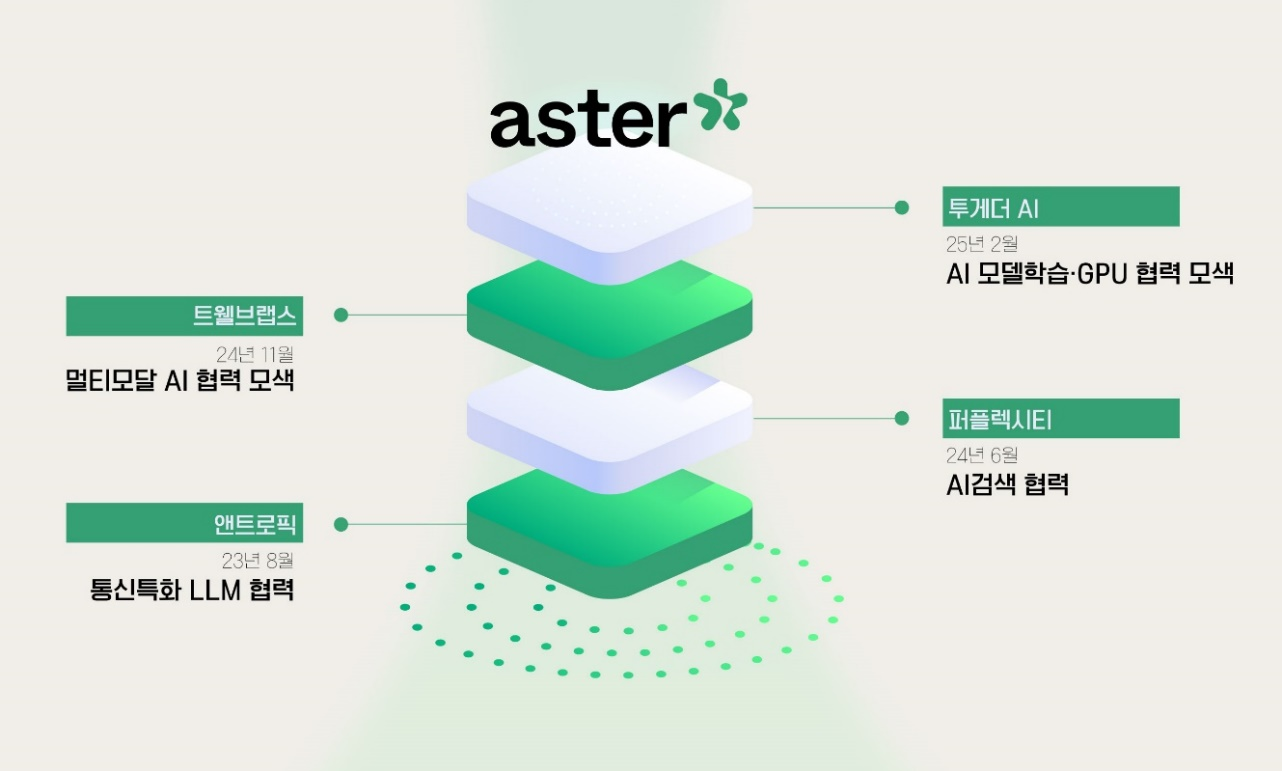 aster
투게더 AI
25년 2월
AI 모델학습·GPU 협력 모색
트웰브랩스
24년 11월
멀티모달 AI 협력 모색
퍼플렉시티
24년 6월
AI검색 협력
앤트로픽
23년 8월
통신특화 LLM 협력